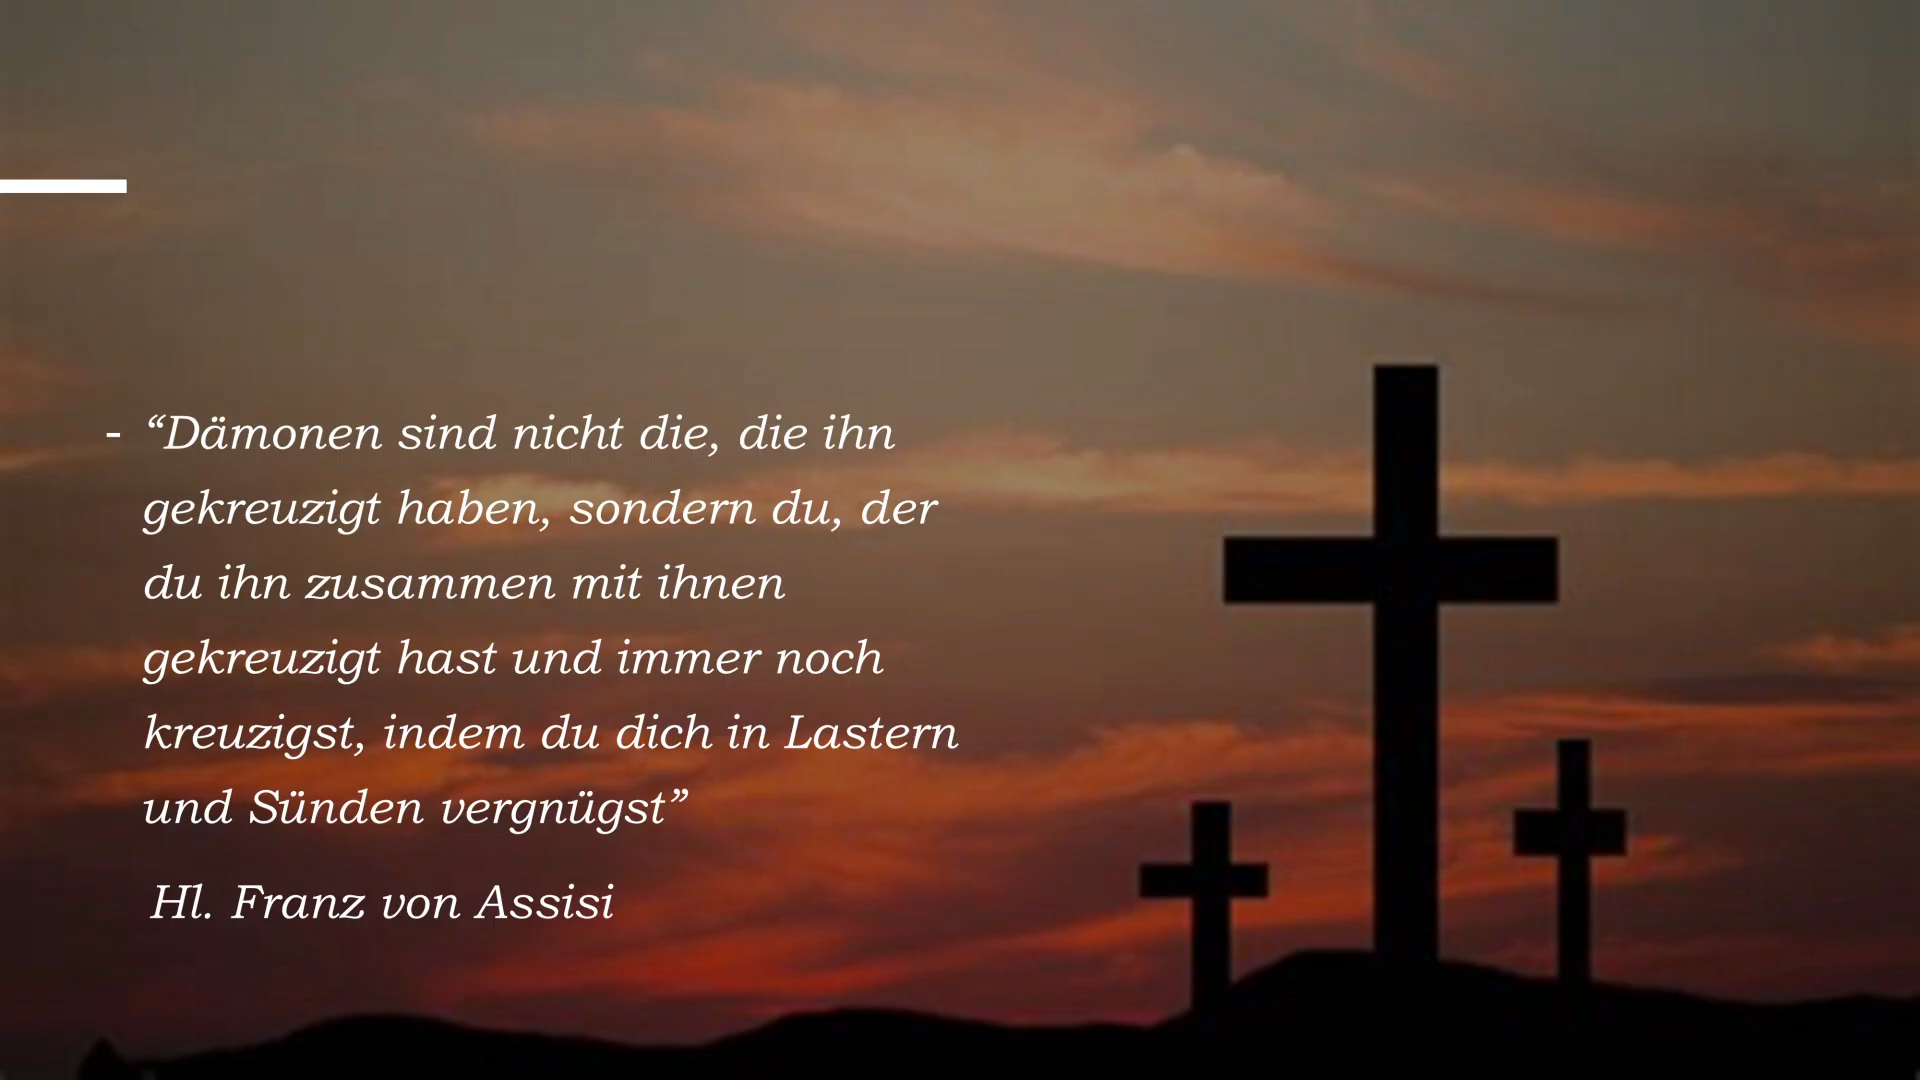 - “Dämonen sind nicht die, die ihn
gekreuzigt haben, sondern du, der
du ihn zusammen mit ihnen
gekreuzigt hast und immer noch
kreuzigst, indem du dich in Lastern
und Sünden vergnügst”
Hl. Franz von Assisi